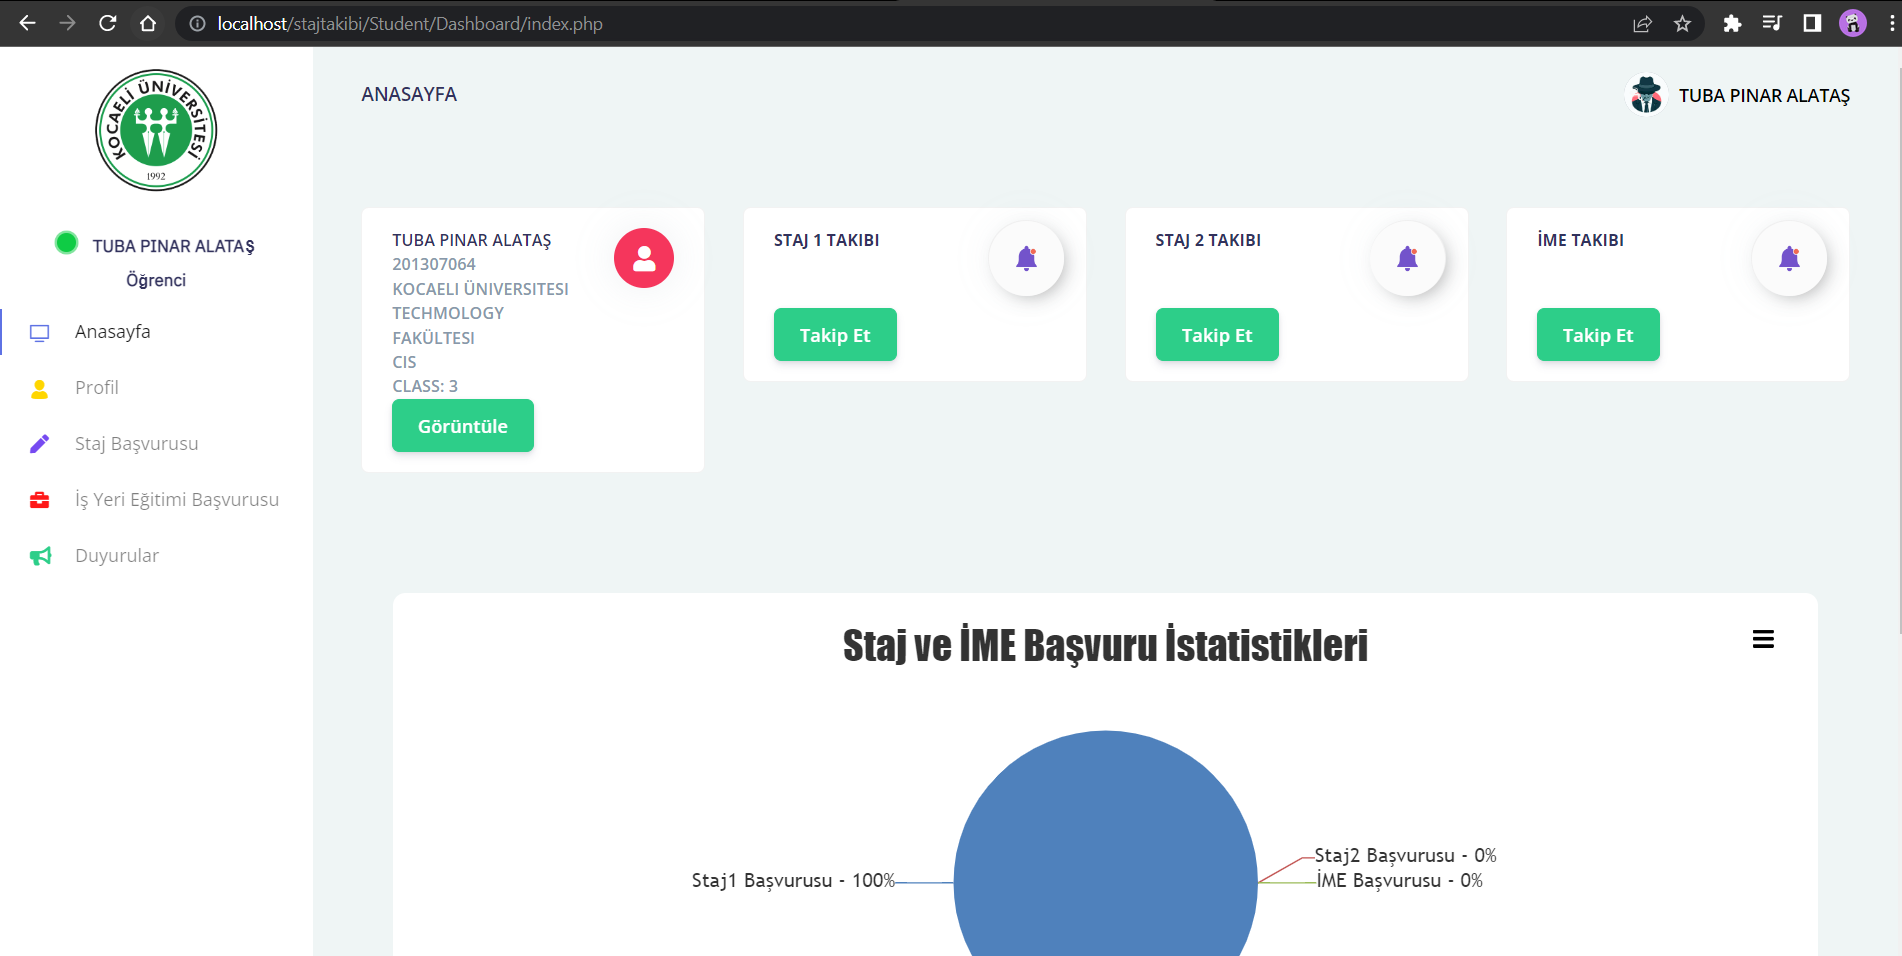 localhost/stajtakibi/Student/Dashboard/index.php
KOCAELİ ÜNİVERSİTESİ
1992
TUBA PINAR ALATAŞ
Öğrenci
Anasayfa
Profil
Staj Başvurusu
İş Yeri Eğitimi Başvurusu
Duyurular
ANASAYFA
TUBA PINAR ALATAŞ
TUBA PINAR ALATAŞ
201307064
KOCAELI ÜNIVERSITESI
TECHMOLOGY
FAKÜLTESI
CIS
CLASS: 3
Görüntüle
STAJ 1 TAKIBI
Takip Et
STAJ 2 TAKIBI
Takip Et
İME TAKIBI
Takip Et
Staj ve İME Başvuru İstatistikleri
Staj1 Başvurusu - 100%
Staj2 Başvurusu - 0%
İME Başvurusu - 0%